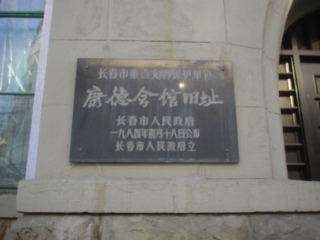 长春市重点文物保护单位
康德会馆旧址
长春市人民政府
一九八四年四月十八日公布
长春市人民政府立